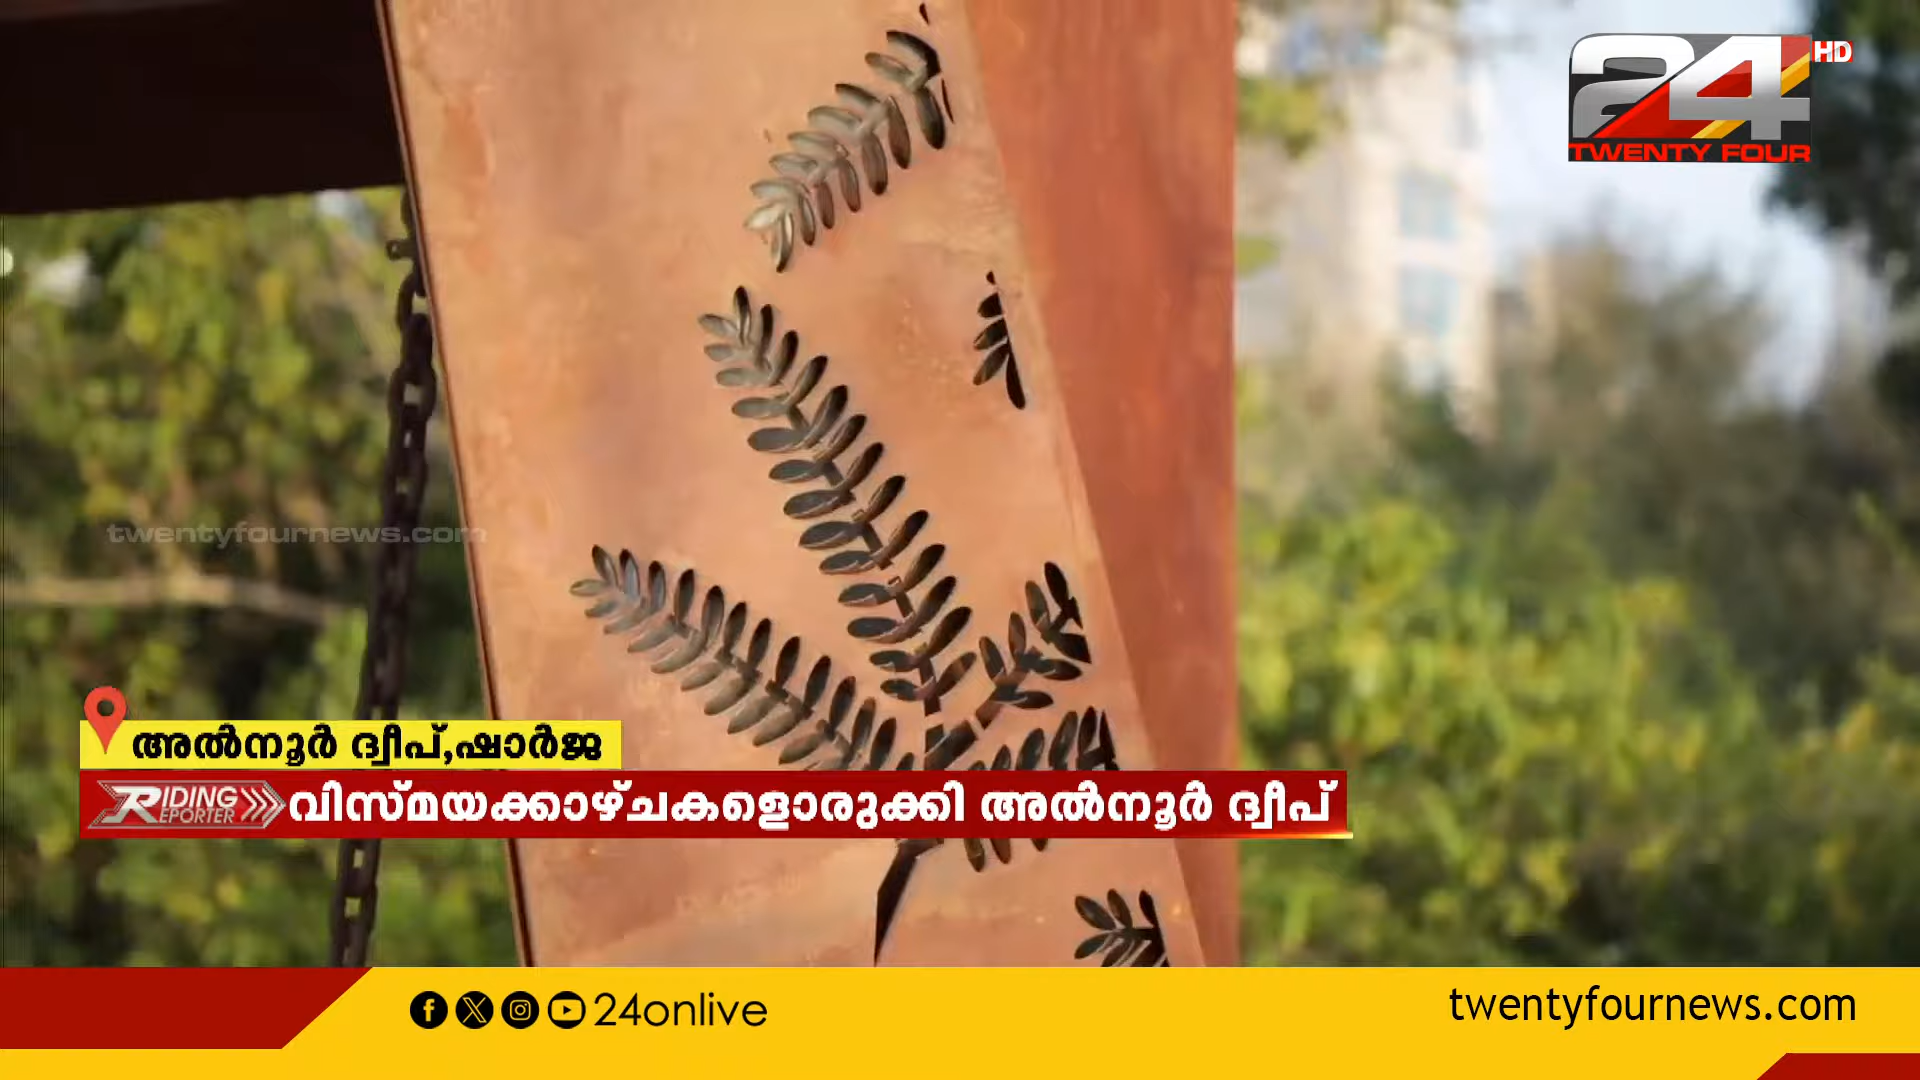 24 HD
TWENTY FOUR
twentyfournews.com
അൽനൂർ ദ്വീപ്,ഷാർജ
RIDING REPORTER
വിസ്മയക്കാഴ്ചകളൊരുക്കി അൽനൂർ ദ്വീപ്
24onlive
twentyfournews.com